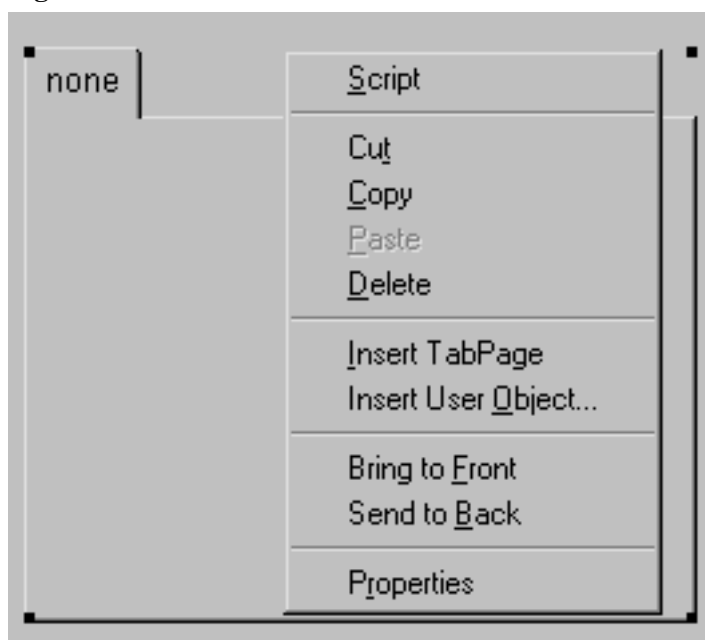 none
Script
Cut
Copy
Paste
Delete
Insert TabPage
Insert User Object...
Bring to Front
Send to Back
Properties